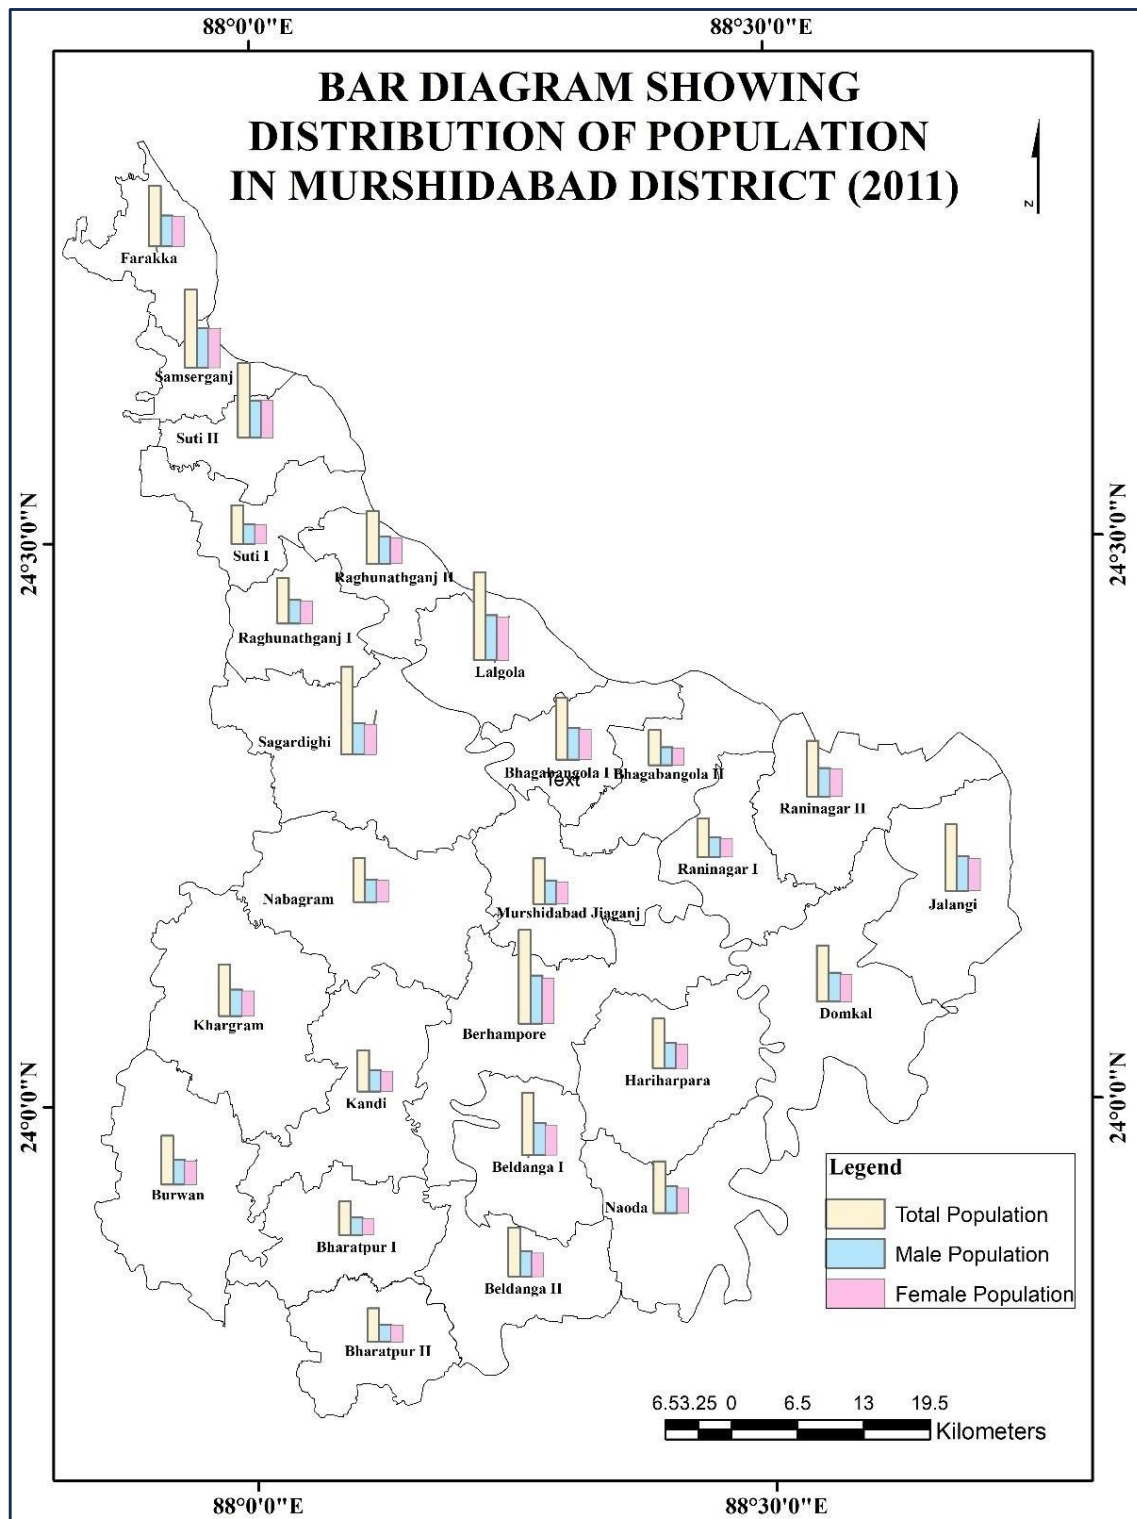 88°0'0"E 88°30'0"E
BAR DIAGRAM SHOWING
DISTRIBUTION OF POPULATION
IN MURSHIDABAD DISTRICT (2011)
N
Farakka
Samserganj
Suti II
24°30'0"N 24°30'0"N
Suti I
Raghunathganj II
Raghunathganj I
Lalgola
Sagardighi
Bhagabangola I Bhagabangola II
Text
Raninagar II
Raninagar I
Nabagram
Murshidabad Jiaganj
Jalangi
Domkal
Khargram
Berhampore
Hariharpara
Kandi
24°0'0"N 24°0'0"N
Beldanga I
Burwan
Naoda
Bharatpur I
Beldanga II
Bharatpur II
Legend
Total Population
Male Population
Female Population
6.53.25 0 6.5 13 19.5
Kilometers
88°0'0"E 88°30'0"E